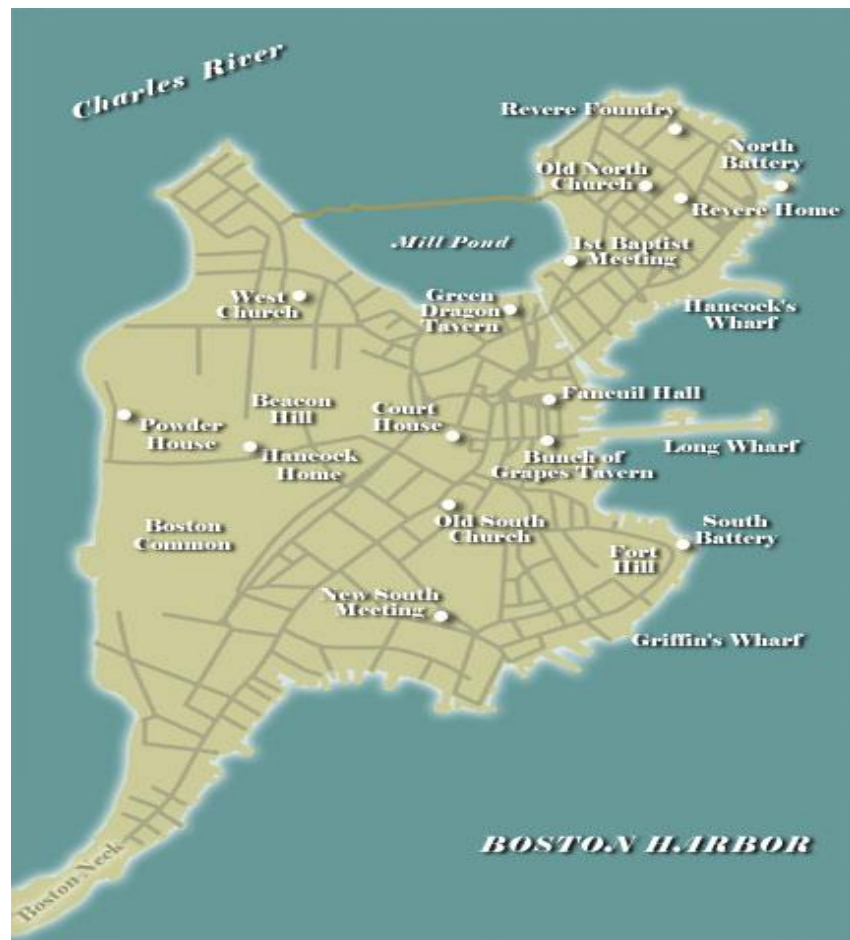 Charles River
Revere Foundry
North
Battery
Old North
Church
Revere Home
Mill Pond
1st Baptist
Meeting
West
Church
Green
Dragon
Tavern
Hancock's
Wharf
Faneuil Hall
Beacon
Hill
Court
House
Powder
House
Hancock
Home
Bunch of
Grapes Tavern
Long Wharf
Boston
Common
Old South
Church
South
Battery
Fort
Hill
New South
Meeting
Griffin's Wharf
BOSTON HARBOR
Boston Neck